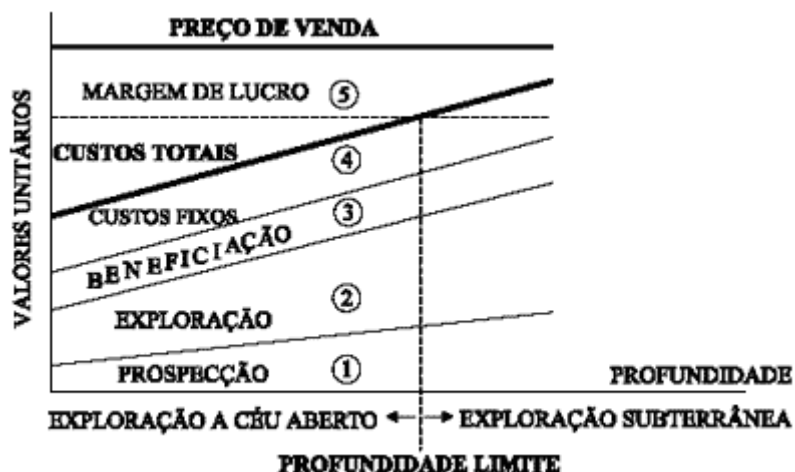 PREÇO DE VENDA
MARGEM DE LUCRO 5
CUSTOS TOTAIS 4
CUSTOS FIXOS 3
BENEFICIAÇÃO
EXPLORAÇÃO 2
PROSPECÇÃO 1
VALORES UNITÁRIOS
PROFUNDIDADE
EXPLORAÇÃO A CÉU ABERTO EXPLORAÇÃO SUBTERRÂNEA
PROFUNDIDADE LIMITE